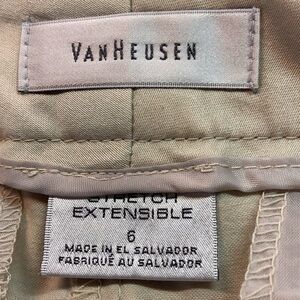 VANHEUSEN
STRETCH
EXTENSIBLE
6
MADE IN EL SALVADOR
FABRIQUÉ AU SALVADOR